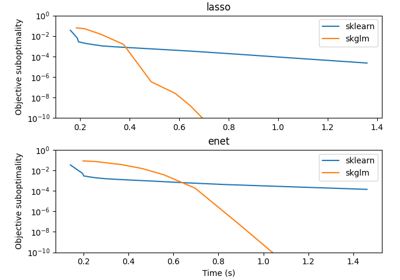 lasso
Objective suboptimality
10^0
10^-2
10^-4
10^-6
10^-8
10^-10
sklearn
skglm
0.2 0.4 0.6 0.8 1.0 1.2 1.4
enet
Objective suboptimality
10^0
10^-2
10^-4
10^-6
10^-8
10^-10
sklearn
skglm
0.2 0.4 0.6 0.8 1.0 1.2 1.4
Time (s)